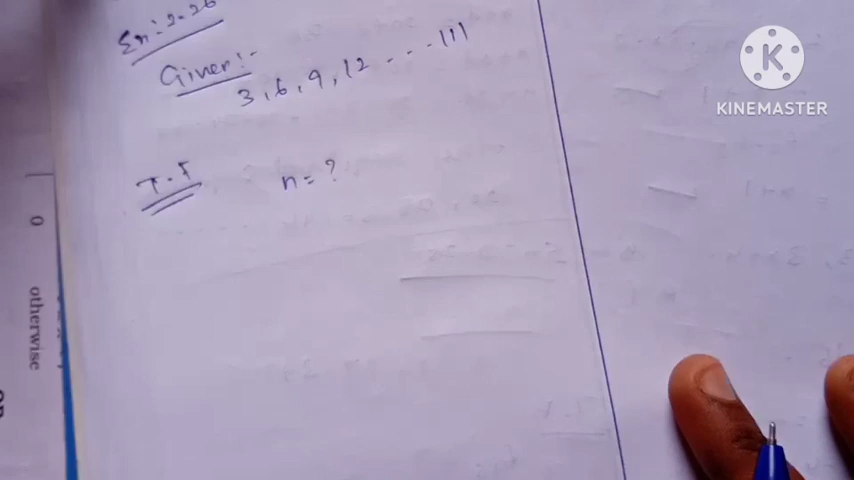 Ex:- 2.26
Given:-
3, 6, 9, 12 ... 111
T.F n = ?
0 otherwise
K
KINEMASTER